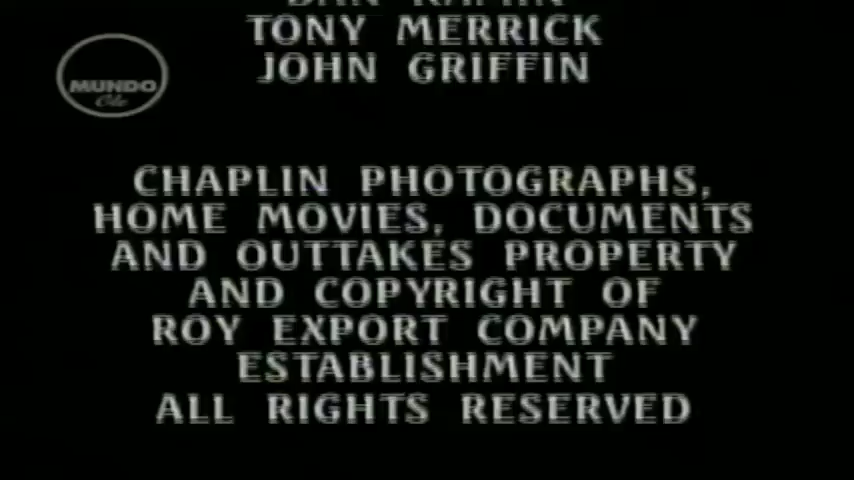 TONY MERRICK
JOHN GRIFFIN
MUNDO
Ole
CHAPLIN PHOTOGRAPHS,
HOME MOVIES, DOCUMENTS
AND OUTTAKES PROPERTY
AND COPYRIGHT OF
ROY EXPORT COMPANY
ESTABLISHMENT
ALL RIGHTS RESERVED